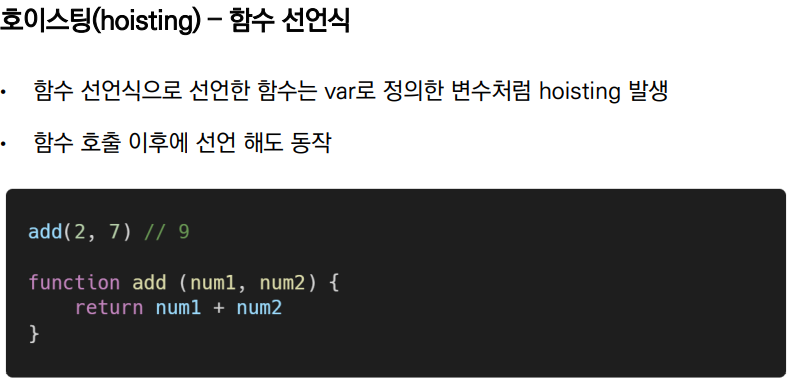 호이스팅(hoisting) – 함수 선언식
• 함수 선언식으로 선언한 함수는 var로 정의한 변수처럼 hoisting 발생
• 함수 호출 이후에 선언 해도 동작
add(2, 7) // 9
function add (num1, num2) {
    return num1 + num2
}